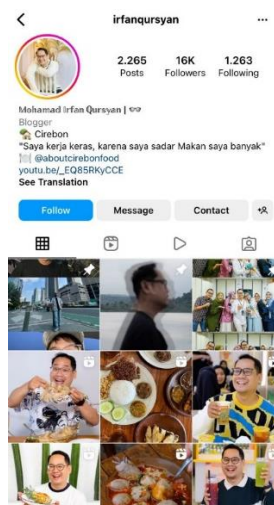 irfanqursyan
2.265 16K 1.263
Posts Followers Following
Mohamad Irfan Qursyan | 👓
Blogger
🏡 Cirebon
"Saya kerja keras, karena saya sadar Makan saya banyak"
🍽️ @aboutcirebonfood
youtu.be/_EQ85RKyCCE
See Translation
Follow Message Contact